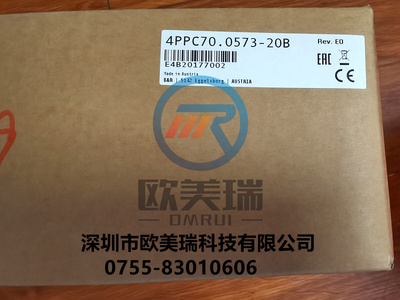 4PPC70.0573-20B
Rev. E0
E4B20177002
Made in Austria
B&R | 5142 Eggelsberg | AUSTRIA
EAC
CE
欧美瑞
OMRUI
深圳市欧美瑞科技有限公司
0755-83010606